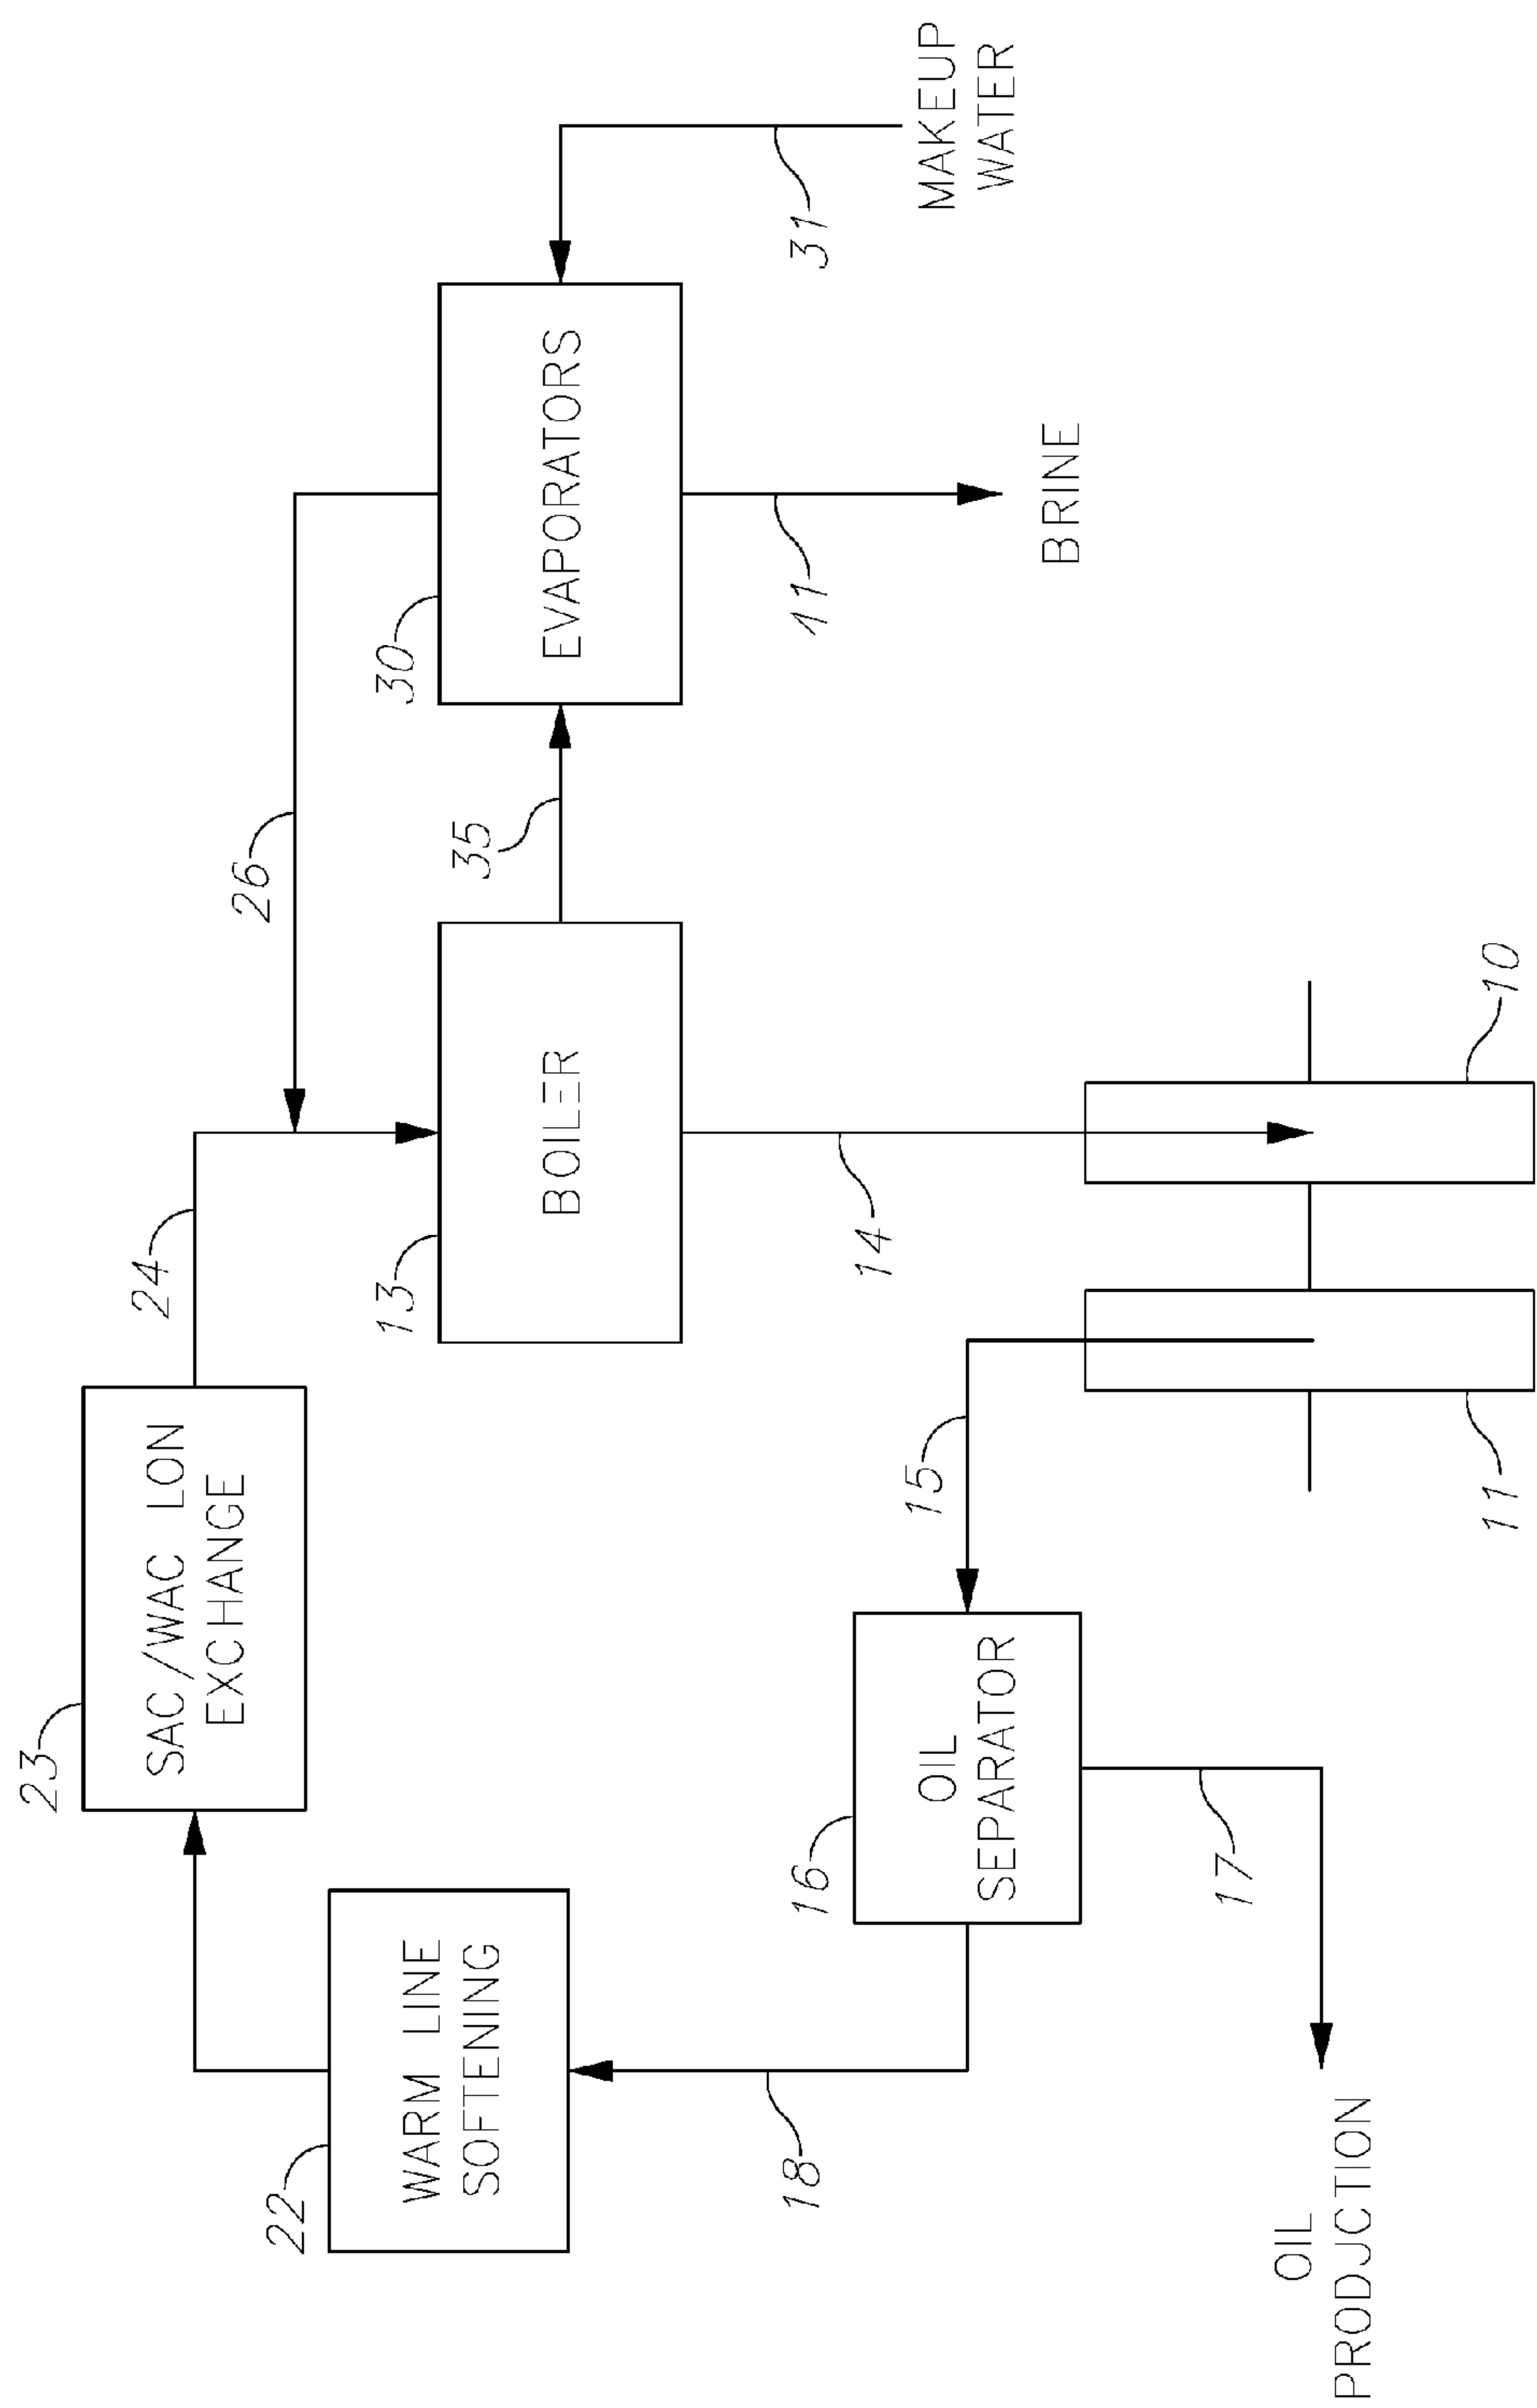 23
SAC/WAC LON
EXCHANGE
24
26
22
WARM LINE
SOFTENING
13
BOILER
35
30
EVAPORATORS
18
16
OIL
SEPARATOR
15
14
11
31
MAKEUP
WATER
BRINE
17
OIL
PRODUCTION
11
10